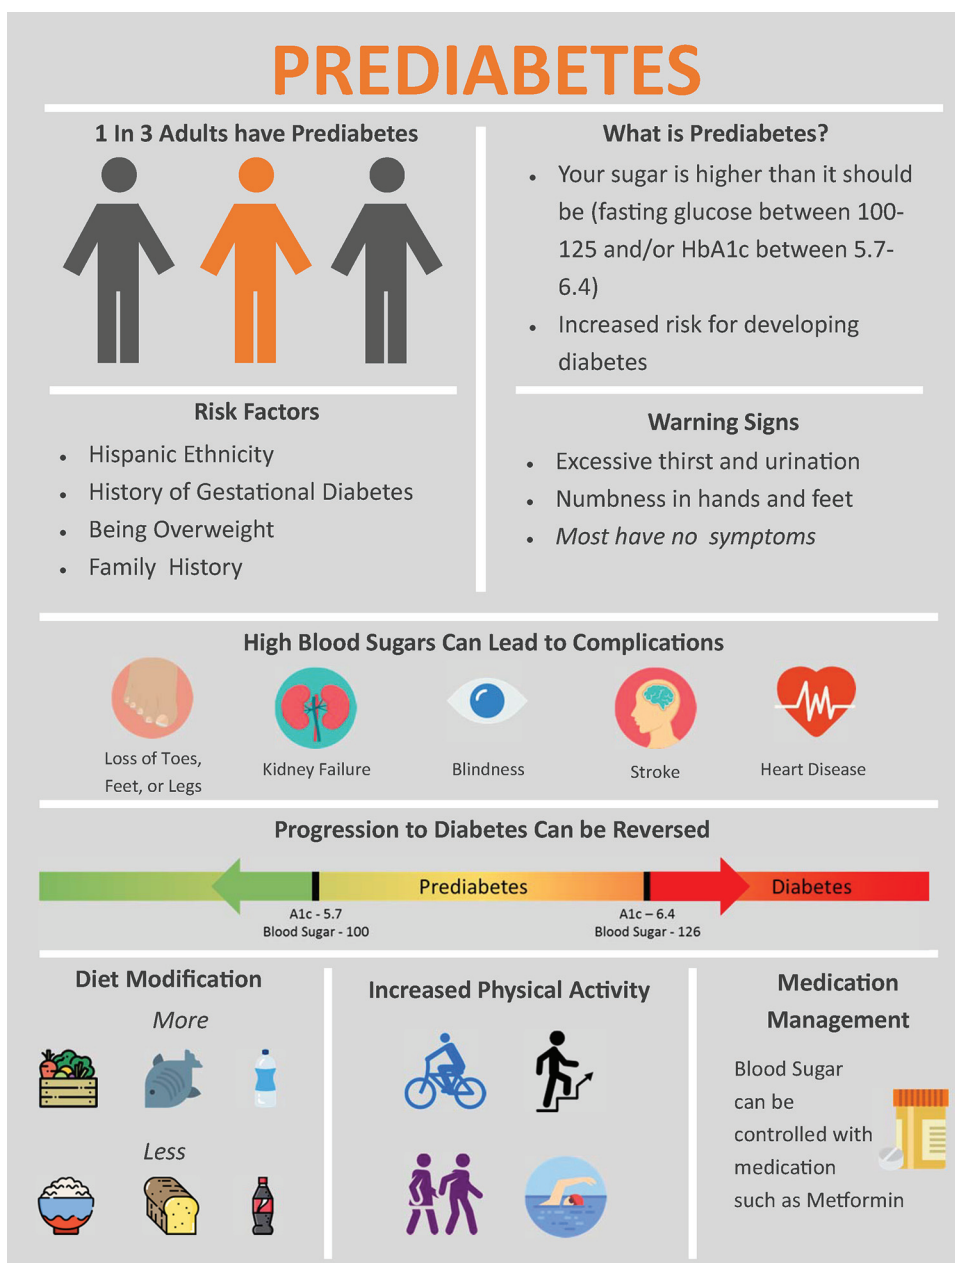 PREDIABETES
1 In 3 Adults have Prediabetes
What is Prediabetes?
• Your sugar is higher than it should
be (fasting glucose between 100-
125 and/or HbA1c between 5.7-
6.4)
• Increased risk for developing
diabetes
Risk Factors
• Hispanic Ethnicity
• History of Gestational Diabetes
• Being Overweight
• Family History
Warning Signs
• Excessive thirst and urination
• Numbness in hands and feet
• Most have no symptoms
High Blood Sugars Can Lead to Complications
Loss of Toes,
Feet, or Legs
Kidney Failure
Blindness
Stroke
Heart Disease
Progression to Diabetes Can be Reversed
Prediabetes
Diabetes
A1c - 5.7
Blood Sugar - 100
A1c – 6.4
Blood Sugar - 126
Diet Modification
More
Less
Increased Physical Activity
Medication
Management
Blood Sugar
can be
controlled with
medication
such as Metformin